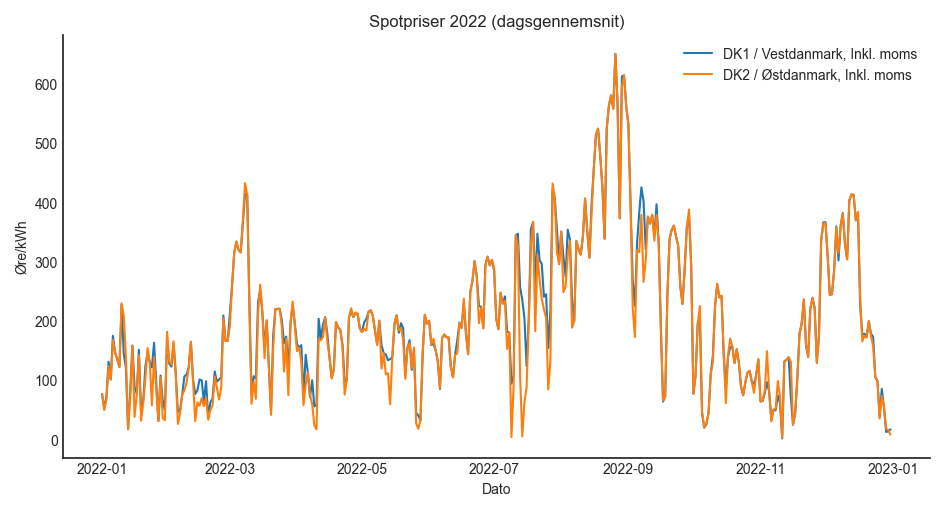 Spotpriser 2022 (dagsgennemsnit)
DK1 / Vestdanmark, Inkl. moms
DK2 / Østdanmark, Inkl. moms
Øre/kWh
600
500
400
300
200
100
0
2022-01
2022-03
2022-05
2022-07
2022-09
2022-11
2023-01
Dato